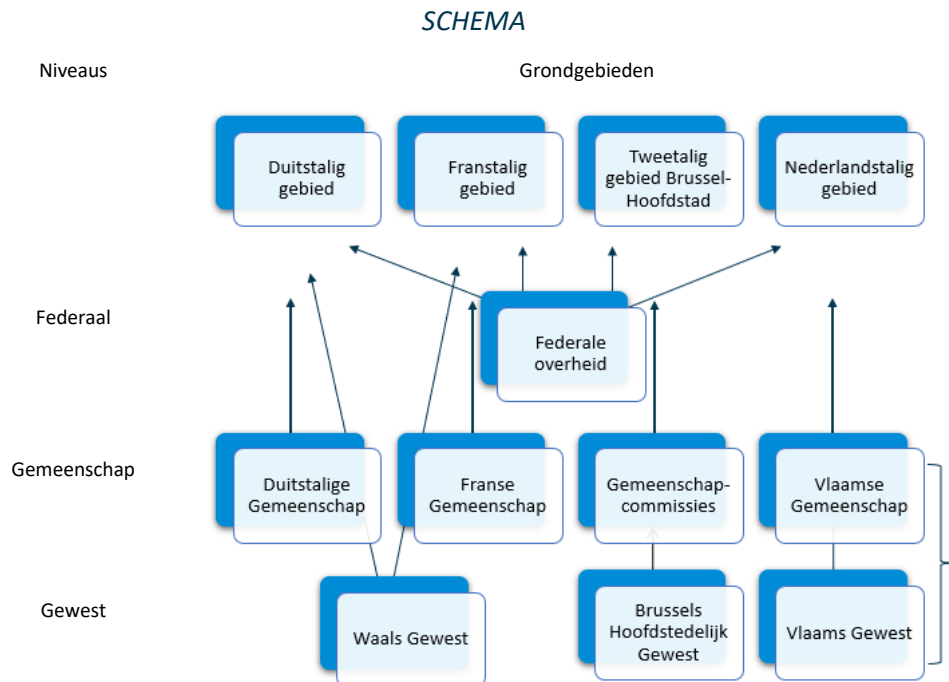 SCHEMA
Niveaus
Grondgebieden
Duitstalig
gebied
Franstalig
gebied
Tweetalig
gebied Brussel-
Hoofdstad
Nederlandstalig
gebied
Federaal
Federale
overheid
Gemeenschap
Duitstalige
Gemeenschap
Franse
Gemeenschap
Gemeenschap-
commissies
Vlaamse
Gemeenschap
Gewest
Waals Gewest
Brussels
Hoofdstedelijk
Gewest
Vlaams Gewest